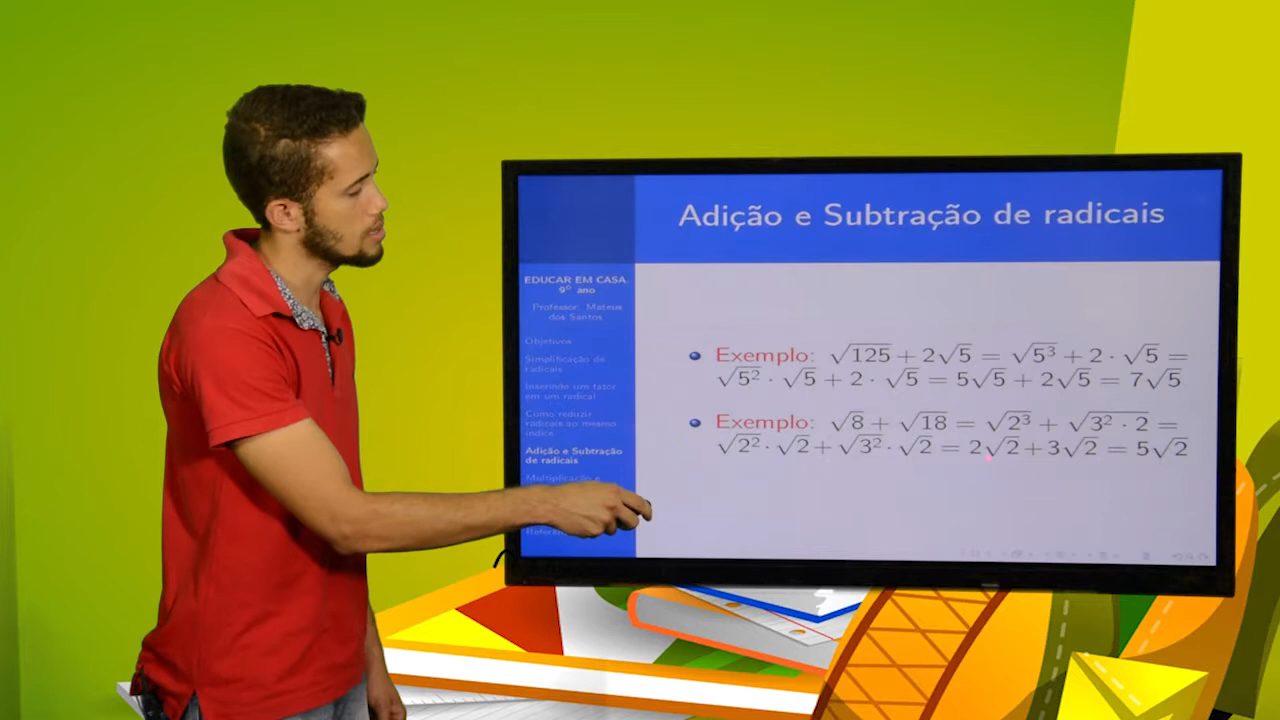 Adição e Subtração de radicais
EDUCAR EM CASA
9º ano
Professor: Mateus
dos Santos
Objetivos
Simplificação de
radicais
Inserindo um fator
em um radical
Como reduzir
radicais ao mesmo
índice
Adição e Subtração
de radicais
Multiplicação e
Exemplo: √125 + 2√5 = √5³ + 2 · √5 =
√5² · √5 + 2 · √5 = 5√5 + 2√5 = 7√5
Exemplo: √8 + √18 = √2³ + √3² · 2 =
√2² · √2 + √3² · √2 = 2√2 + 3√2 = 5√2